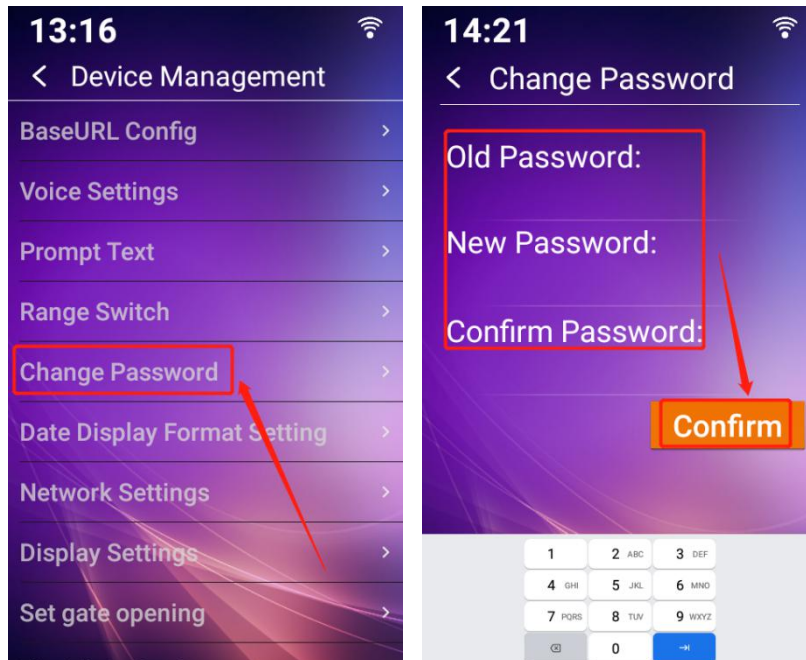 13:16
Device Management
BaseURL Config
Voice Settings
Prompt Text
Range Switch
Change Password
Date Display Format Setting
Network Settings
Display Settings
Set gate opening
14:21
Change Password
Old Password:
New Password:
Confirm Password:
Confirm
1 2 ABC 3 DEF
4 GHI 5 JKL 6 MNO
7 PQRS 8 TUV 9 WXYZ
0